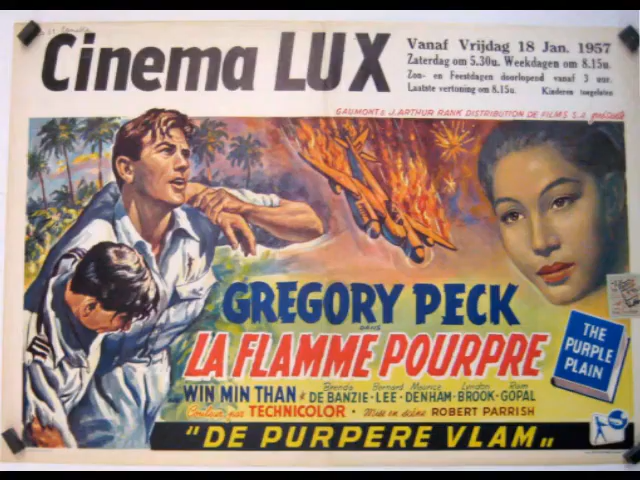 Cinema LUX
Vanaf Vrijdag 18 Jan. 1957
Zaterdag om 5.30u. Weekdagen om 8.15u.
Zon- en Feestdagen doorlopend vanaf 3 uur.
Laatste vertoning om 8.15u. Kinderen toegelaten
GAUMONT & J. ARTHUR RANK DISTRIBUTION DE FILMS S.A. présente
GREGORY PECK
DANS
LA FLAMME POURPRE
WIN MIN THAN
Brenda DE BANZIE - Bernard LEE - Maurice DENHAM - Lyndon BROOK - Ram GOPAL
Couleur par TECHNICOLOR - Mise en scène ROBERT PARRISH
"DE PURPERE VLAM"
THE
PURPLE
PLAIN